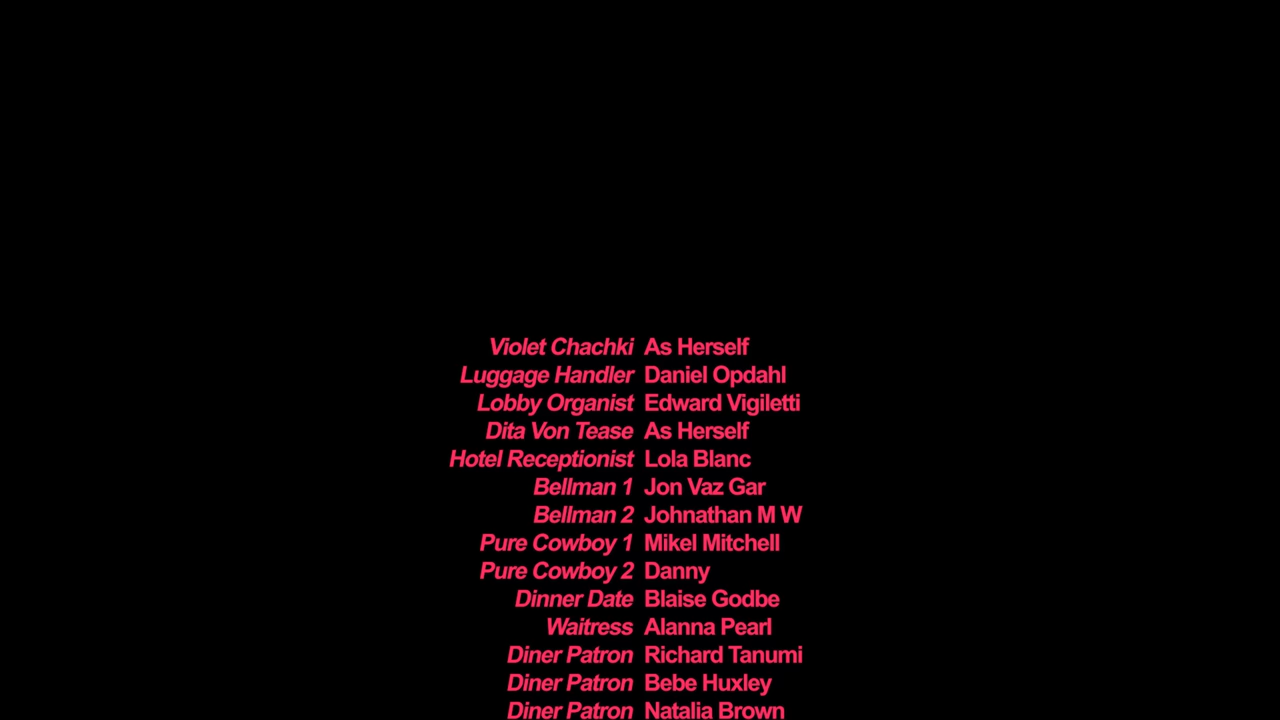 Violet Chachki As Herself
Luggage Handler Daniel Opdahl
Lobby Organist Edward Vigiletti
Dita Von Tease As Herself
Hotel Receptionist Lola Blanc
Bellman 1 Jon Vaz Gar
Bellman 2 Johnathan M W
Pure Cowboy 1 Mikel Mitchell
Pure Cowboy 2 Danny
Dinner Date Blaise Godbe
Waitress Alanna Pearl
Diner Patron Richard Tanumi
Diner Patron Bebe Huxley
Diner Patron Natalia Brown